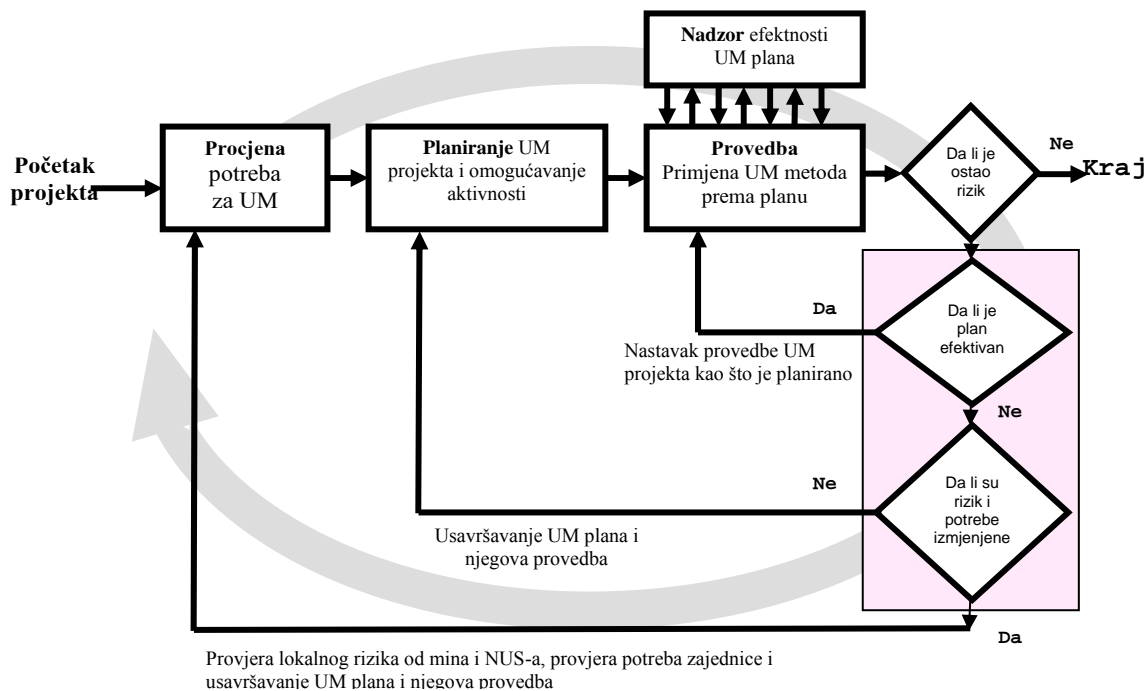 Nadzor efektnosti
UM plana
Početak
projekta
Procjena
potreba
za UM
Planiranje UM
projekta i omogućavanje
aktivnosti
Provedba
Primjena UM metoda
prema planu
Da li je
ostao
rizik
Ne
Kraj
Da li je
plan
efektivan
Da
Nastavak provedbe UM
projekta kao što je planirano
Ne
Da li su
rizik i
potrebe
izmjenjene
Ne
Usavršavanje UM plana i
njegova provedba
Da
Provjera lokalnog rizika od mina i NUS-a, provjera potreba zajednice i
usavršavanje UM plana i njegova provedba